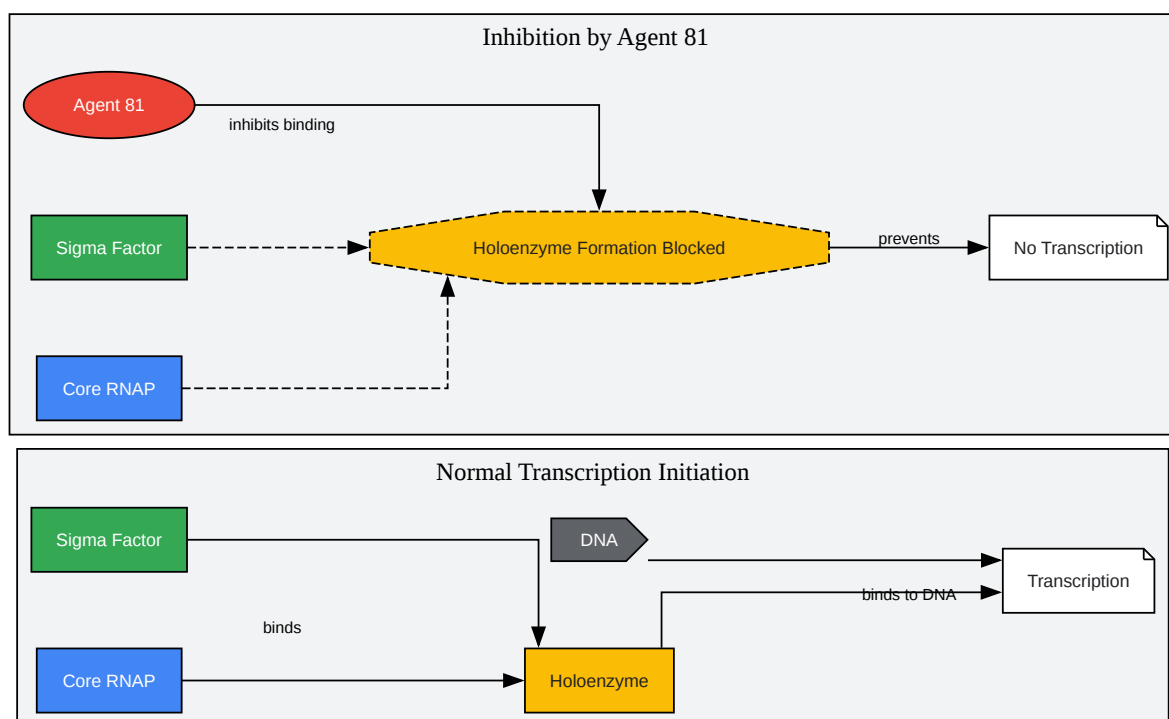 Inhibition by Agent 81
Agent 81
inhibits binding
Sigma Factor
Holoenzyme Formation Blocked
prevents
No Transcription
Core RNAP
Normal Transcription Initiation
Sigma Factor
DNA
Transcription
binds to DNA
binds
Core RNAP
Holoenzyme